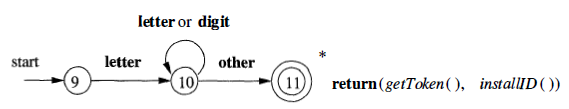 letter or digit
start letter other *
9 10 11 return(getToken(), installID())